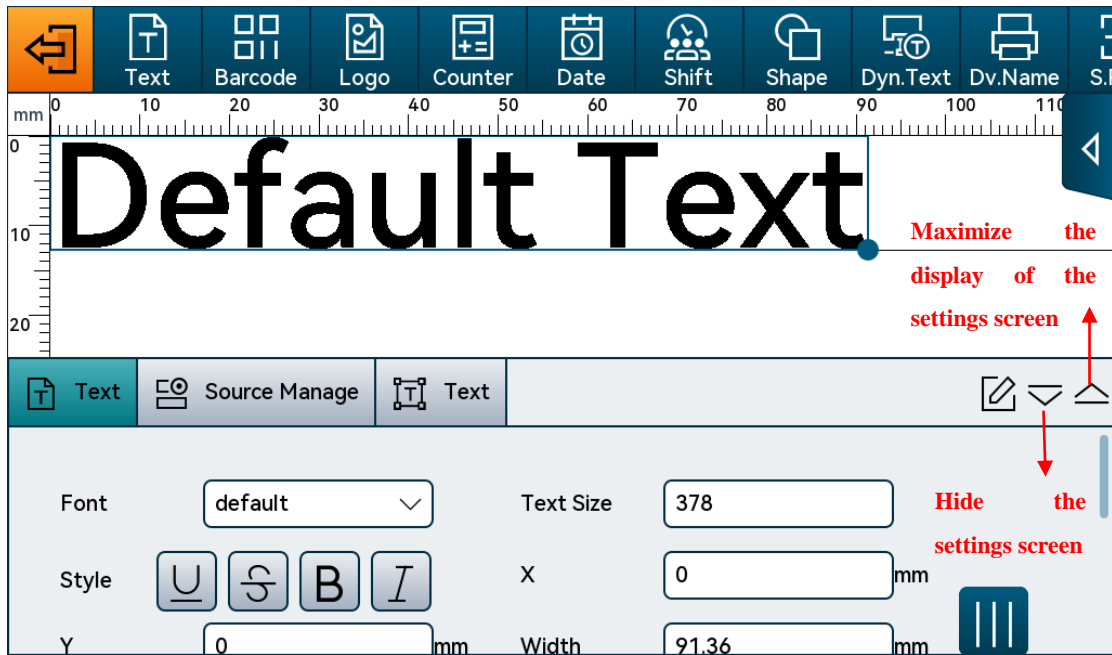 Text Barcode Logo Counter Date Shift Shape Dyn.Text Dv.Name
mm 0 10 20 30 40 50 60 70 80 90 100
0
Default Text
10
20
Maximize the
display of the
settings screen
Text Source Manage Text
Hide the
settings screen
Font default Text Size 378
Style U S B I X 0 mm
Y 0 mm Width 91.36 mm